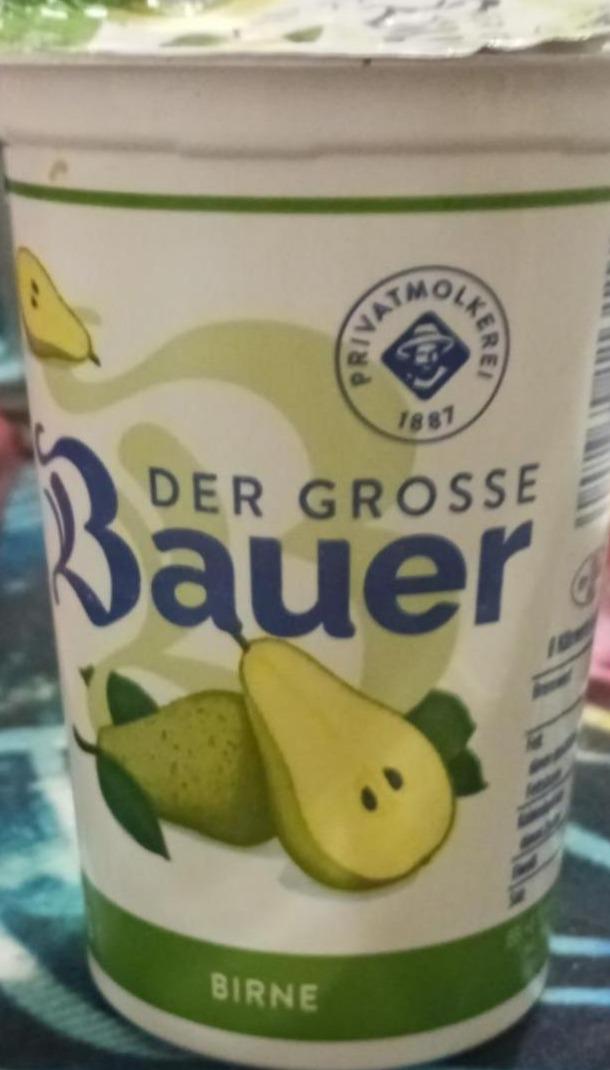 PRIVATMOLKEREI
1887
DER GROSSE
Bauer
BIRNE